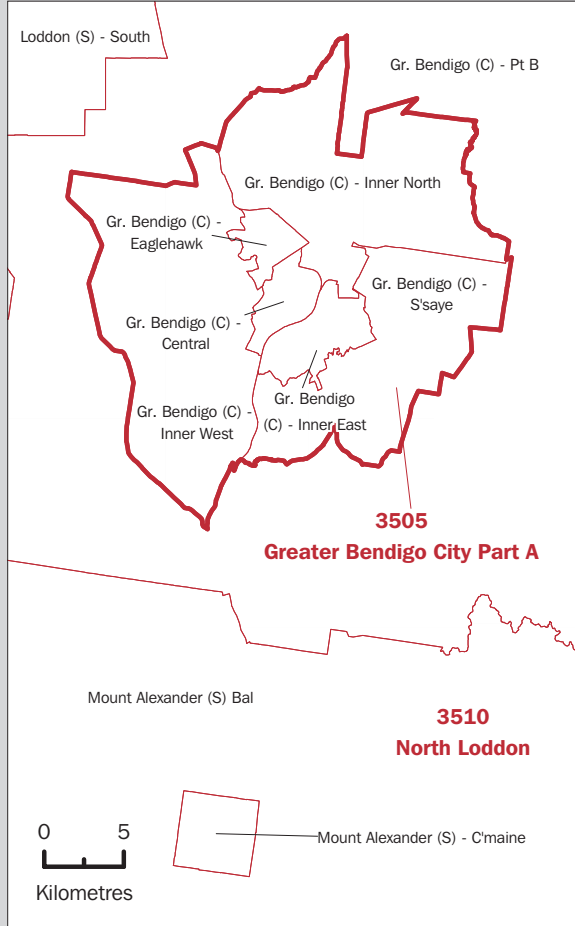 Loddon (S) - South
Gr. Bendigo (C) - Pt B
Gr. Bendigo (C) - Inner North
Gr. Bendigo (C) -
Eaglehawk
Gr. Bendigo (C) -
S'saye
Gr. Bendigo (C) -
Central
Gr. Bendigo
(C) - Inner East
Gr. Bendigo (C) -
Inner West
3505
Greater Bendigo City Part A
Mount Alexander (S) Bal
3510
North Loddon
Mount Alexander (S) - C'maine
0 5
Kilometres